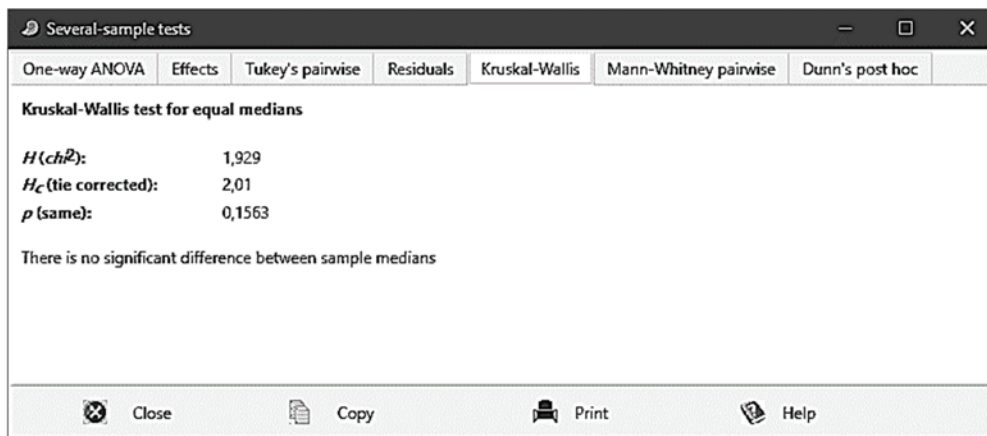 Several-sample tests
One-way ANOVA Effects Tukey's pairwise Residuals Kruskal-Wallis Mann-Whitney pairwise Dunn's post hoc
Kruskal-Wallis test for equal medians
H (chi2): 1,929
Hc (tie corrected): 2,01
p (same): 0,1563
There is no significant difference between sample medians
Close Copy Print Help